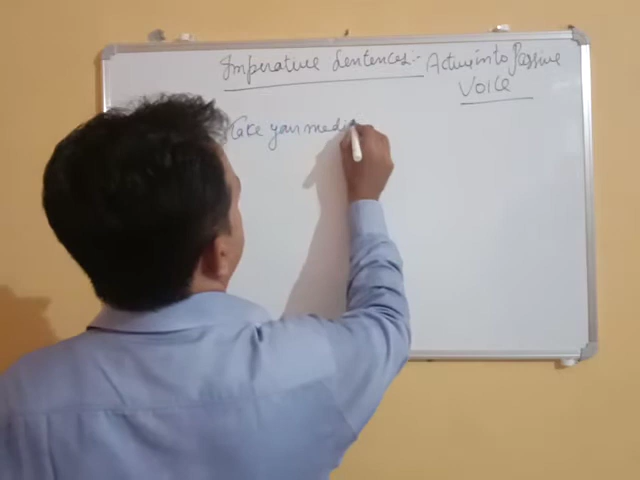 Imperative Sentences:- Active into Passive
Voice
Take your medi